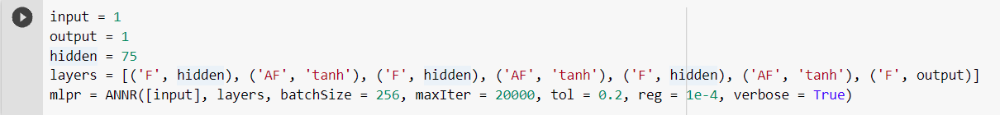 input = 1
output = 1
hidden = 75
layers = [('F', hidden), ('AF', 'tanh'), ('F', hidden), ('AF', 'tanh'), ('F', hidden), ('AF', 'tanh'), ('F', output)]
mlpr = ANNR([input], layers, batchSize = 256, maxIter = 20000, tol = 0.2, reg = 1e-4, verbose = True)